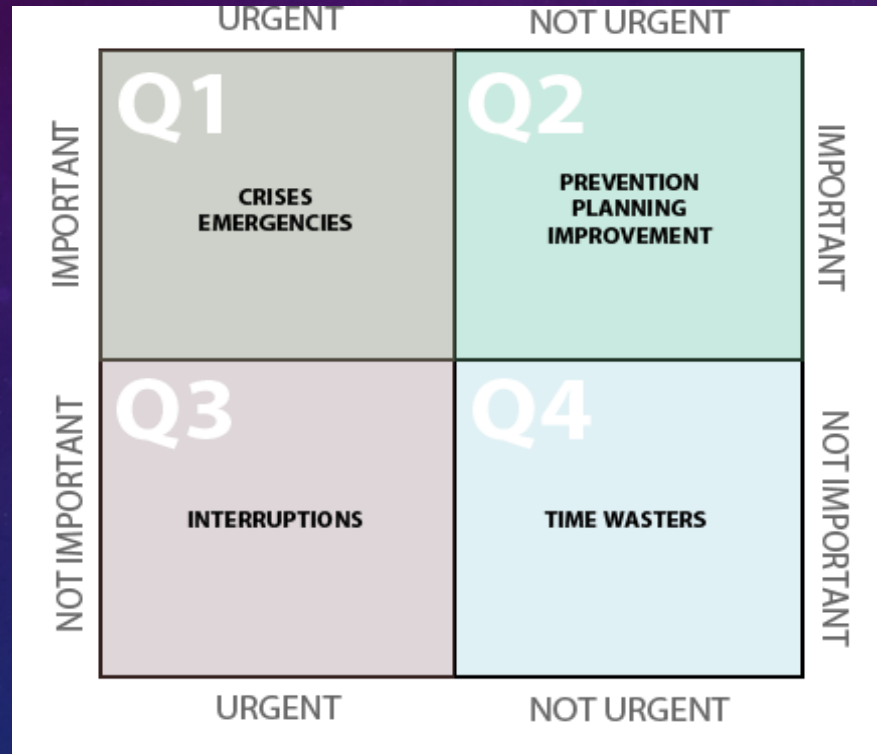 URGENT
NOT URGENT
IMPORTANT
Q1
CRISES
EMERGENCIES
Q2
PREVENTION
PLANNING
IMPROVEMENT
IMPORTANT
NOT IMPORTANT
Q3
INTERRUPTIONS
Q4
TIME WASTERS
NOT IMPORTANT
URGENT
NOT URGENT